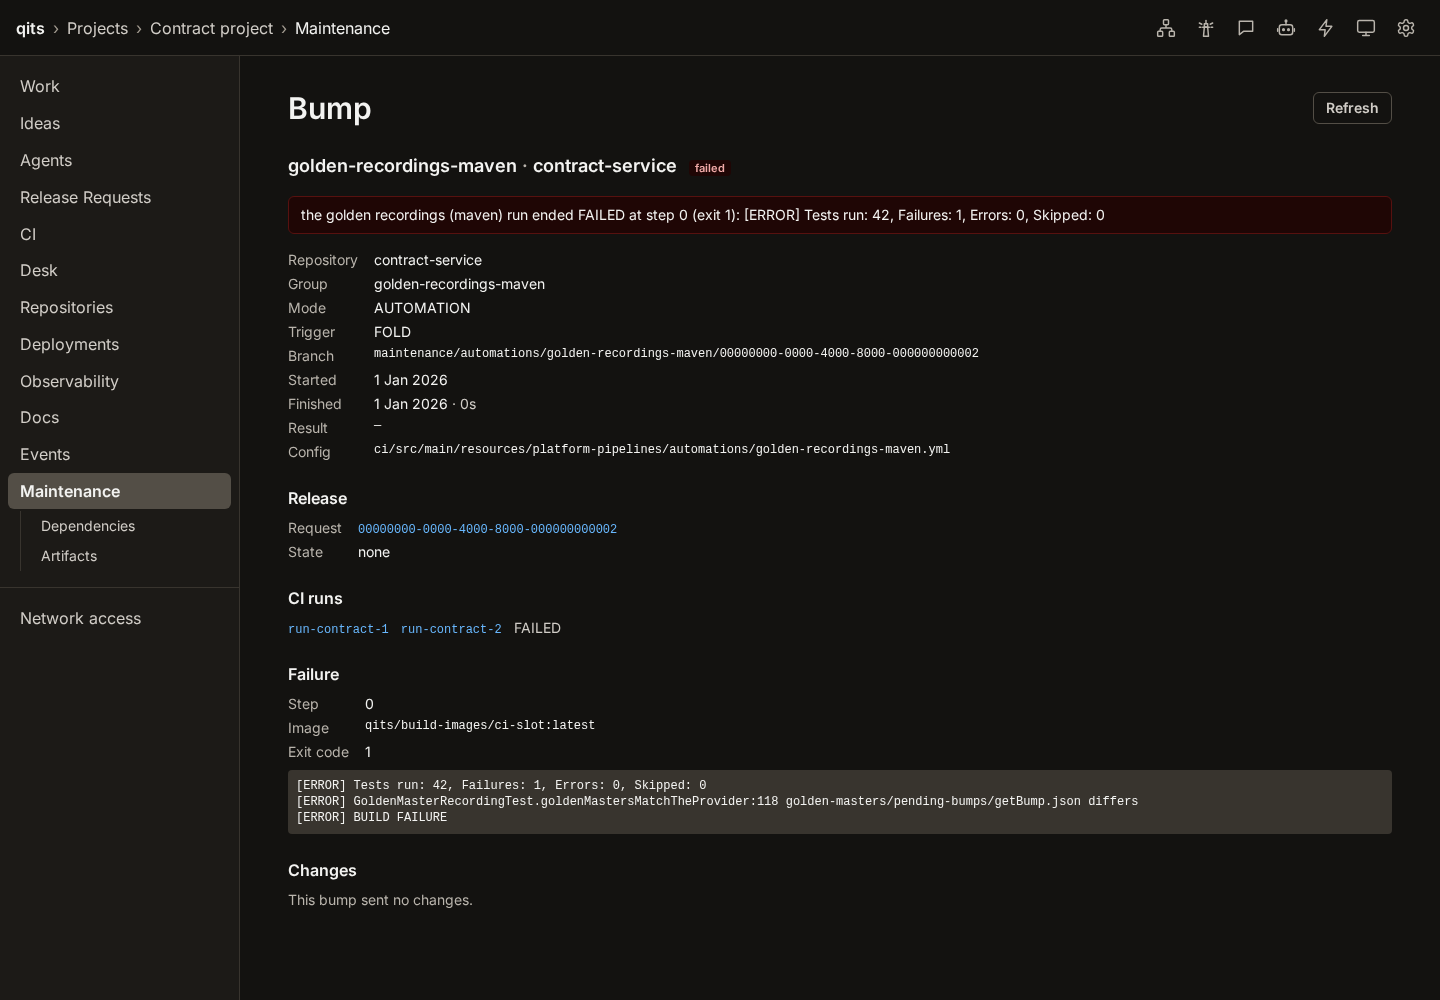 qits › Projects › Contract project › Maintenance
Work
Ideas
Agents
Release Requests
CI
Desk
Repositories
Deployments
Observability
Docs
Events
Maintenance
Dependencies
Artifacts
Network access
Bump
Refresh
golden-recordings-maven · contract-service failed
the golden recordings (maven) run ended FAILED at step 0 (exit 1): [ERROR] Tests run: 42, Failures: 1, Errors: 0, Skipped: 0
Repository contract-service
Group golden-recordings-maven
Mode AUTOMATION
Trigger FOLD
Branch maintenance/automations/golden-recordings-maven/00000000-0000-4000-8000-000000000002
Started 1 Jan 2026
Finished 1 Jan 2026 · 0s
Result –
Config ci/src/main/resources/platform-pipelines/automations/golden-recordings-maven.yml
Release
Request 00000000-0000-4000-8000-000000000002
State none
CI runs
run-contract-1 run-contract-2 FAILED
Failure
Step 0
Image qits/build-images/ci-slot:latest
Exit code 1
[ERROR] Tests run: 42, Failures: 1, Errors: 0, Skipped: 0
[ERROR] GoldenMasterRecordingTest.goldenMastersMatchTheProvider:118 golden-masters/pending-bumps/getBump.json differs
[ERROR] BUILD FAILURE
Changes
This bump sent no changes.